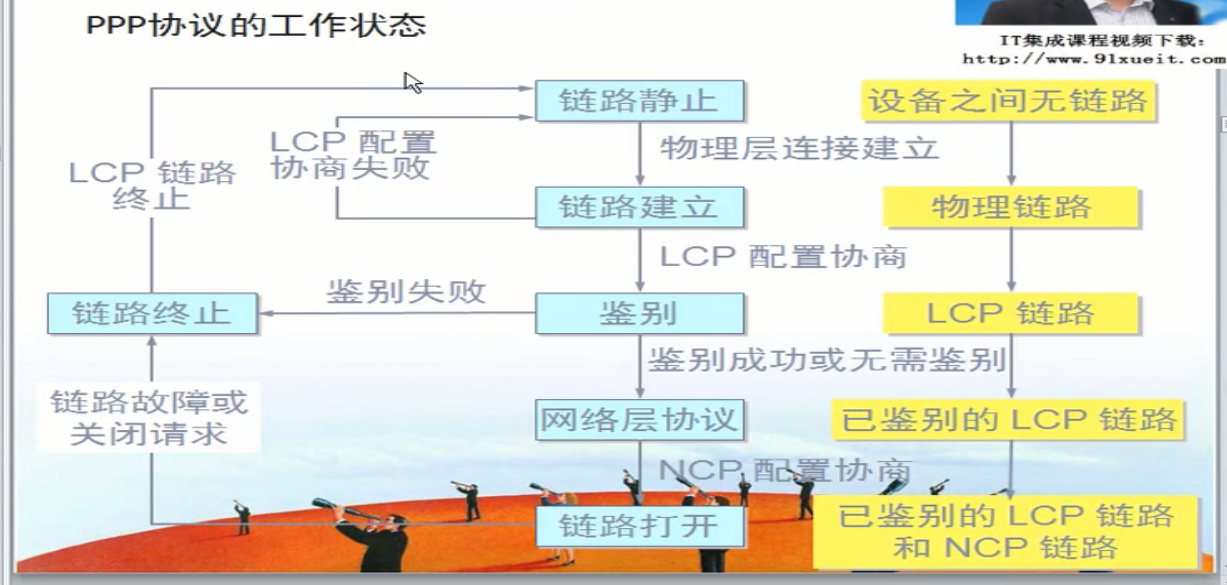 PPP协议的工作状态
IT集成课程视频下载:
http://www.91xueit.com
链路静止
设备之间无链路
物理层连接建立
LCP 配置
协商失败
LCP 链路
终止
链路建立
物理链路
LCP 配置协商
鉴别失败
链路终止
鉴别
LCP 链路
鉴别成功或无需鉴别
链路故障或
关闭请求
网络层协议
已鉴别的 LCP 链路
NCP 配置协商
链路打开
已鉴别的 LCP 链路
和 NCP 链路